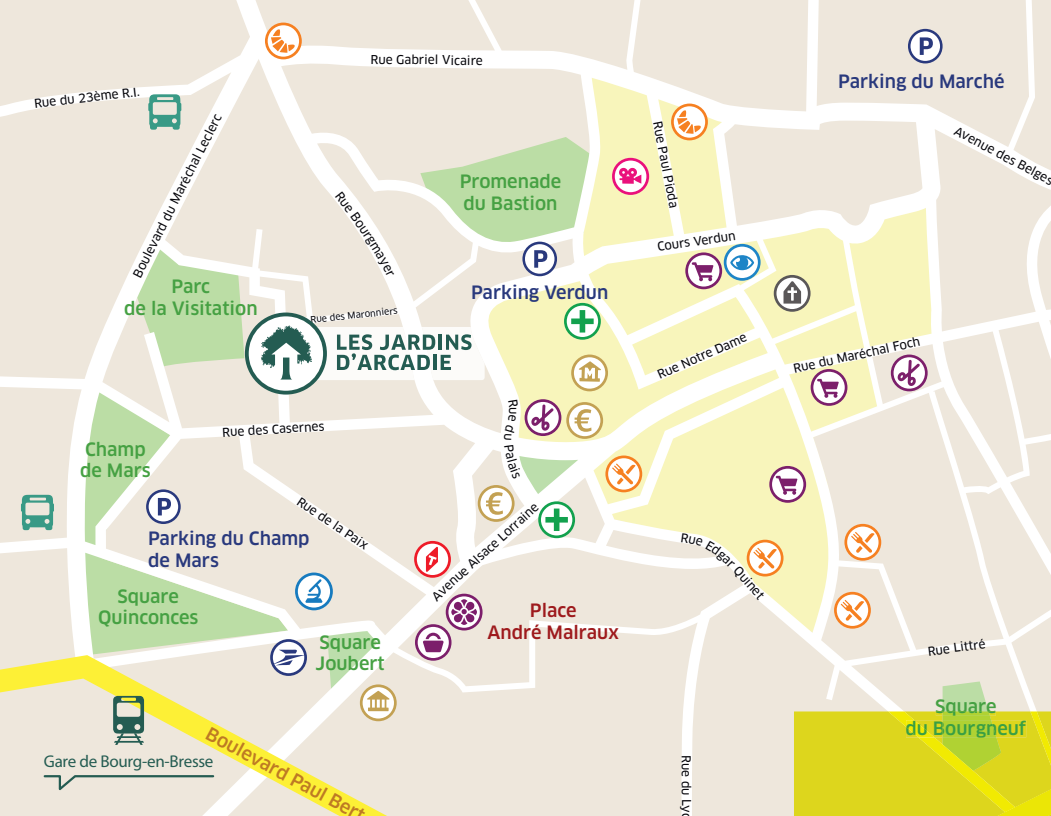 Rue Gabriel Vicaire
P
Parking du Marché
Rue du 23ème R.I.
Boulevard du Maréchal Leclerc
Rue Paul Pioda
Avenue des Belges
Promenade
du Bastion
Rue Bourgmayer
Cours Verdun
P
Parking Verdun
Parc
de la Visitation
Rue des Maronniers
LES JARDINS
D'ARCADIE
Rue Notre Dame
Rue du Maréchal Foch
M
€
Rue du Palais
Rue des Casernes
Champ
de Mars
P
Parking du Champ
de Mars
Rue de la Paix
€
Avenue Alsace Lorraine
T
Rue Edgar Quinet
Square
Quinconces
Place
André Malraux
Square
Joubert
Rue Littré
Square
du Bourgneuf
Gare de Bourg-en-Bresse
Boulevard Paul Bert
Rue du Lyc